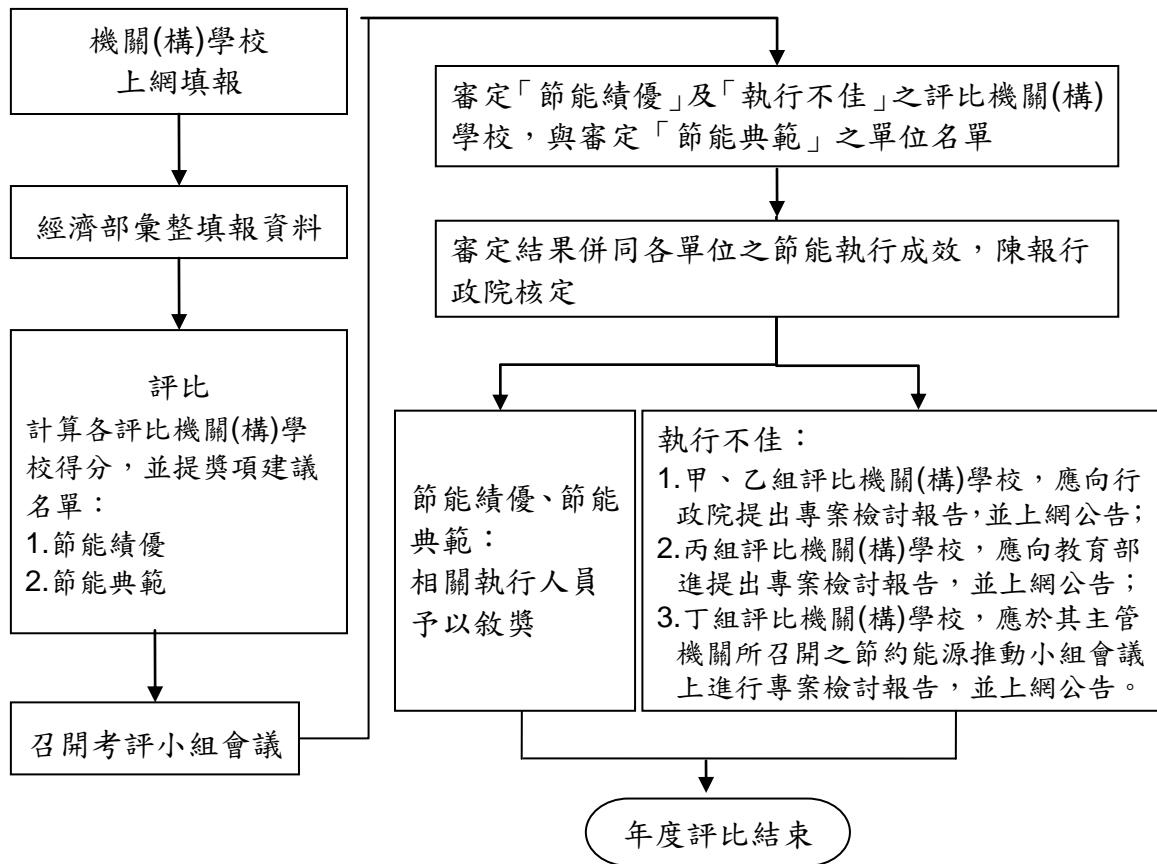 機關(構)學校
上網填報
經濟部彙整填報資料
評比
計算各評比機關(構)學
校得分，並提獎項建議
名單：
1.節能績優
2.節能典範
召開考評小組會議
審定「節能績優」及「執行不佳」之評比機關(構)
學校，與審定「節能典範」之單位名單
審定結果併同各單位之節能執行成效，陳報行
政院核定
節能績優、節能
典範：
相關執行人員
予以敘獎
執行不佳：
1.甲、乙組評比機關(構)學校，應向行
政院提出專案檢討報告，並上網公告；
2.丙組評比機關(構)學校，應向教育部
進提出專案檢討報告，並上網公告；
3.丁組評比機關(構)學校，應於其主管
機關所召開之節約能源推動小組會議
上進行專案檢討報告，並上網公告。
年度評比結束